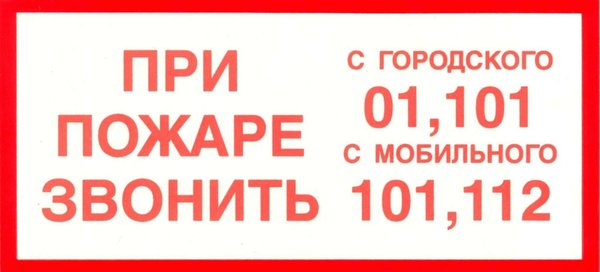 ПРИ
ПОЖАРЕ
ЗВОНИТЬ
С ГОРОДСКОГО
01,101
С МОБИЛЬНОГО
101,112